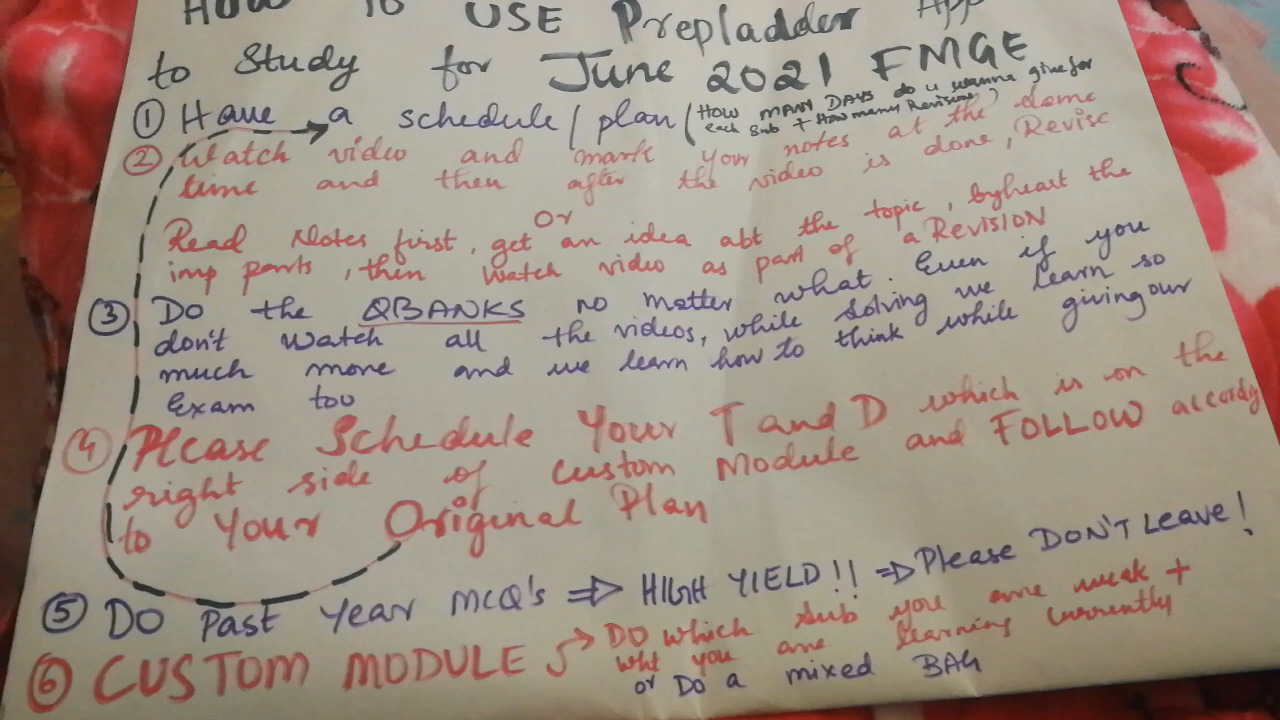 HOW TO USE Prepladder App
to Study for June 2021 FMGE
① Have a schedule / plan (HOW MANY DAYS do u wanna give for
each sub + How many Revisions)
② Watch video and mark your notes at the same
time and then after the video is done, Revise
Or
Read Notes first, get an idea abt the topic, byheart the
imp parts, then watch video as part of a REVISION
③ Do the QBANKS no matter what. Even if you
don't watch all the videos, while solving we learn so
much more and we learn how to think while giving our
Exam too
④ Please Schedule Your T and D which is on the
right side of custom Module and FOLLOW accordg
to Your Original Plan
⑤ DO Past Year MCQ's ⇒ HIGH YIELD!! ⇒ Please DON'T Leave!
⑥ CUSTOM MODULE → DO which sub you are weak +
wht you are learning currently
or DO a mixed BAG